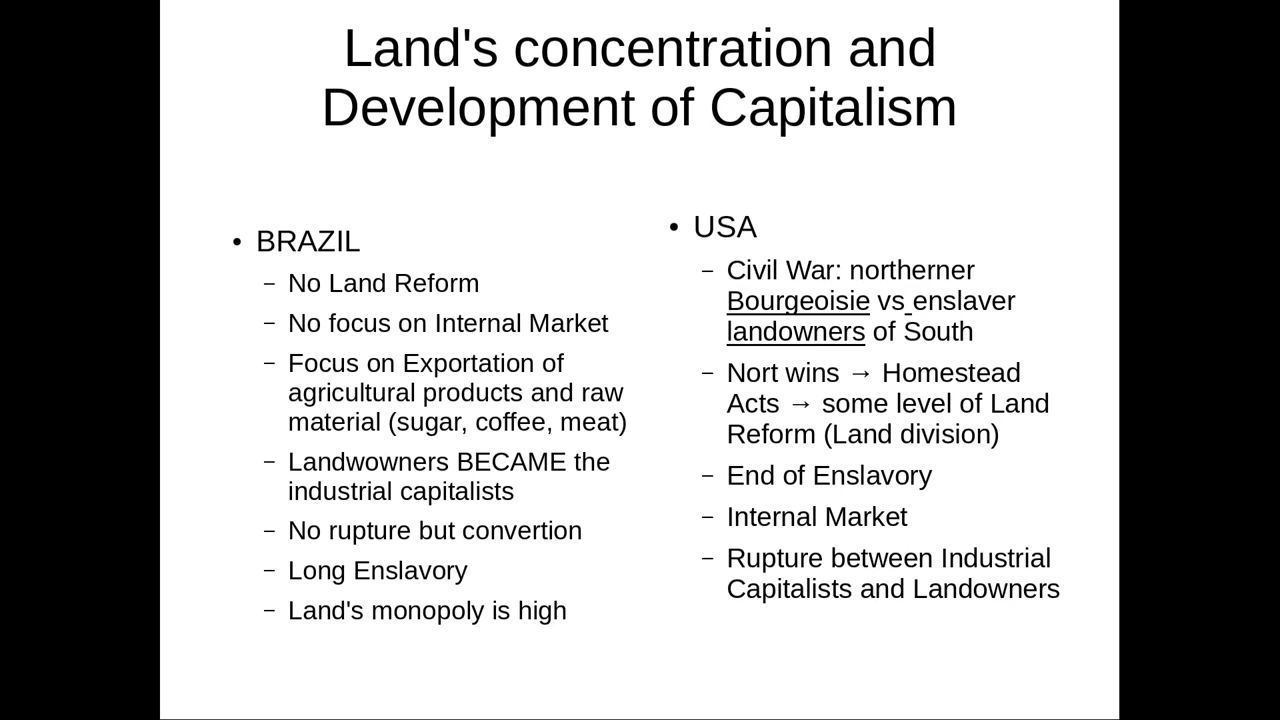 Land's concentration and
Development of Capitalism
• BRAZIL
– No Land Reform
– No focus on Internal Market
– Focus on Exportation of
agricultural products and raw
material (sugar, coffee, meat)
– Landwowners BECAME the
industrial capitalists
– No rupture but convertion
– Long Enslavory
– Land's monopoly is high
• USA
– Civil War: northerner
Bourgeoisie vs enslaver
landowners of South
– Nort wins → Homestead
Acts → some level of Land
Reform (Land division)
– End of Enslavory
– Internal Market
– Rupture between Industrial
Capitalists and Landowners